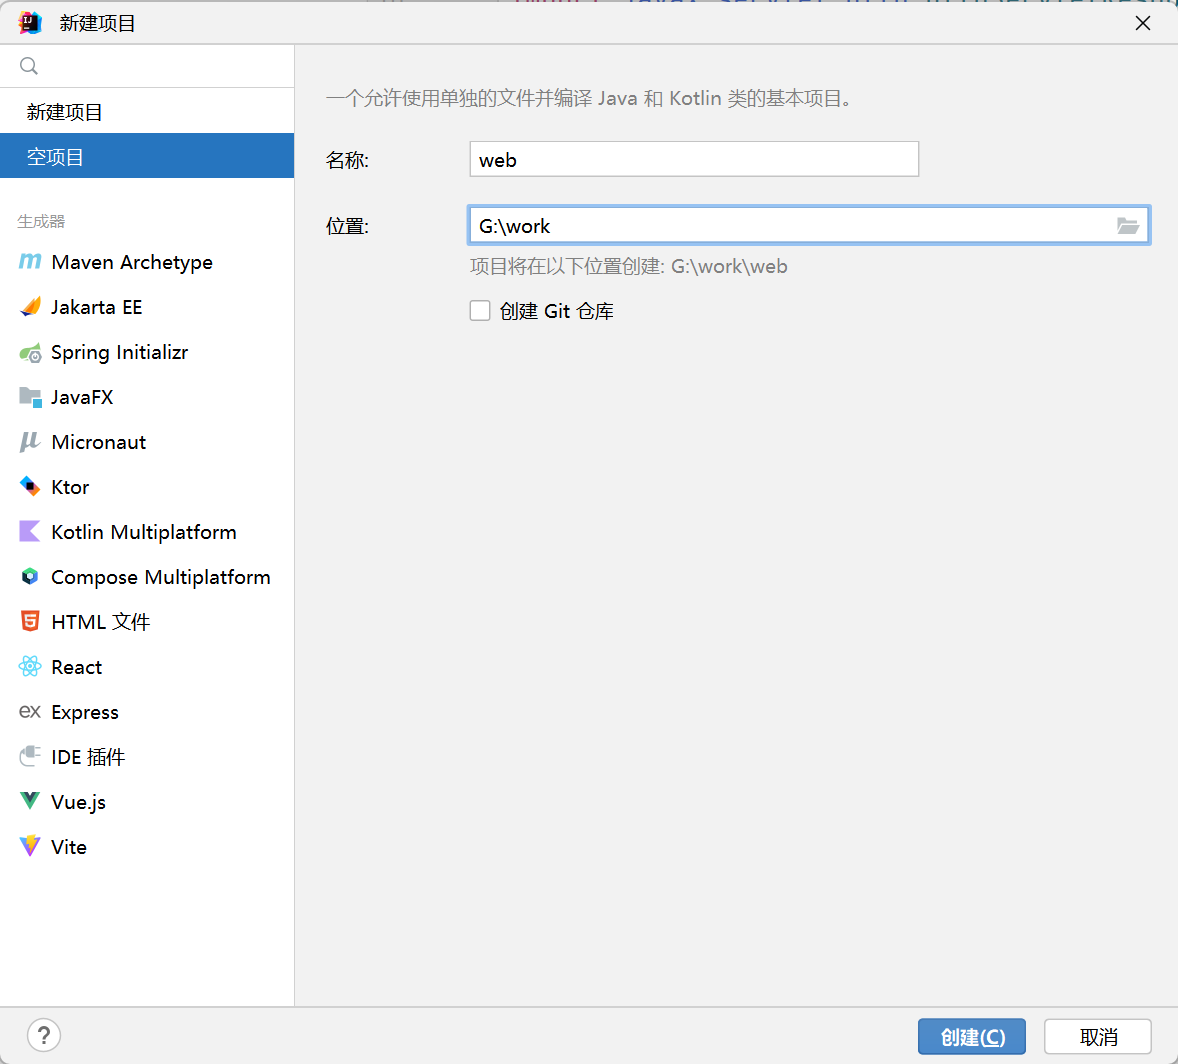 新建项目
新建项目
空项目
生成器
Maven Archetype
Jakarta EE
Spring Initializr
JavaFX
Micronaut
Ktor
Kotlin Multiplatform
Compose Multiplatform
HTML 文件
React
ex Express
IDE 插件
Vue.js
Vite
一个允许使用单独的文件并编译 Java 和 Kotlin 类的基本项目。
名称: web
位置: G:\work
项目将在以下位置创建: G:\work\web
创建 Git 仓库
?
创建(C)
取消